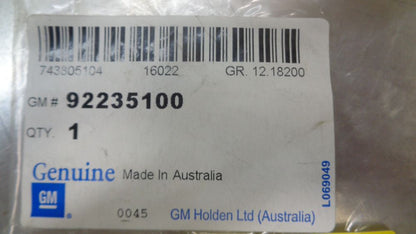 743805104 16022 GR. 12.18200
GM # 92235100
QTY. 1
Genuine Made In Australia
GM
0045 GM Holden Ltd (Australia)
L069049